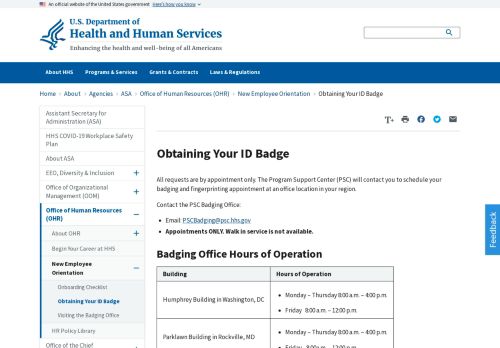 An official website of the United States government Here's how you know
U.S. Department of
Health and Human Services
Enhancing the health and well-being of all Americans
About HHS Programs & Services Grants & Contracts Laws & Regulations
Home > About > Agencies > ASA > Office of Human Resources (OHR) > New Employee Orientation > Obtaining Your ID Badge
Assistant Secretary for
Administration (ASA)
HHS COVID-19 Workplace Safety
Plan
About ASA
EEO, Diversity & Inclusion
Office of Organizational
Management (OOM)
Office of Human Resources
(OHR)
About OHR
Begin Your Career at HHS
New Employee
Orientation
Onboarding Checklist
Obtaining Your ID Badge
Visiting the Badging Office
HR Policy Library
Office of the Chief
T+
Obtaining Your ID Badge
All requests are by appointment only. The Program Support Center (PSC) will contact you to schedule your
badging and fingerprinting appointment at an office location in your region.
Contact the PSC Badging Office:
• Email: PSCBadging@psc.hhs.gov
• Appointments ONLY. Walk in service is not available.
Badging Office Hours of Operation
Building Hours of Operation
Humphrey Building in Washington, DC
• Monday – Thursday 8:00 a.m. – 4:00 p.m.
• Friday 8:00 a.m. – 12:00 p.m.
Parklawn Building in Rockville, MD
• Monday – Thursday 8:00 a.m. – 4:00 p.m.
• Friday 8:00 a.m. – 12:00 p.m.
Feedback